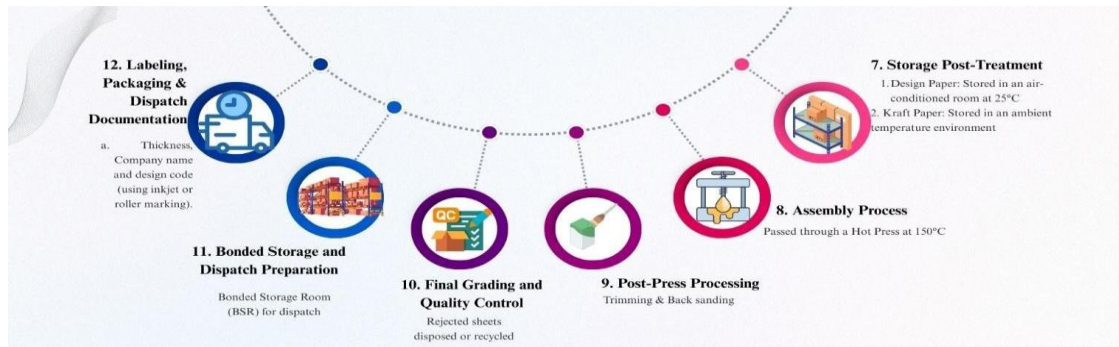 12. Labeling,
Packaging &
Dispatch
Documentation
a. Thickness,
Company name
and design code
(using inkjet or
roller marking).
11. Bonded Storage and
Dispatch Preparation
Bonded Storage Room
(BSR) for dispatch
QC
10. Final Grading and
Quality Control
Rejected sheets
disposed or recycled
9. Post-Press Processing
Trimming & Back sanding
8. Assembly Process
Passed through a Hot Press at 150°C
7. Storage Post-Treatment
1. Design Paper: Stored in an air-
conditioned room at 25°C
2. Kraft Paper: Stored in an ambient
temperature environment